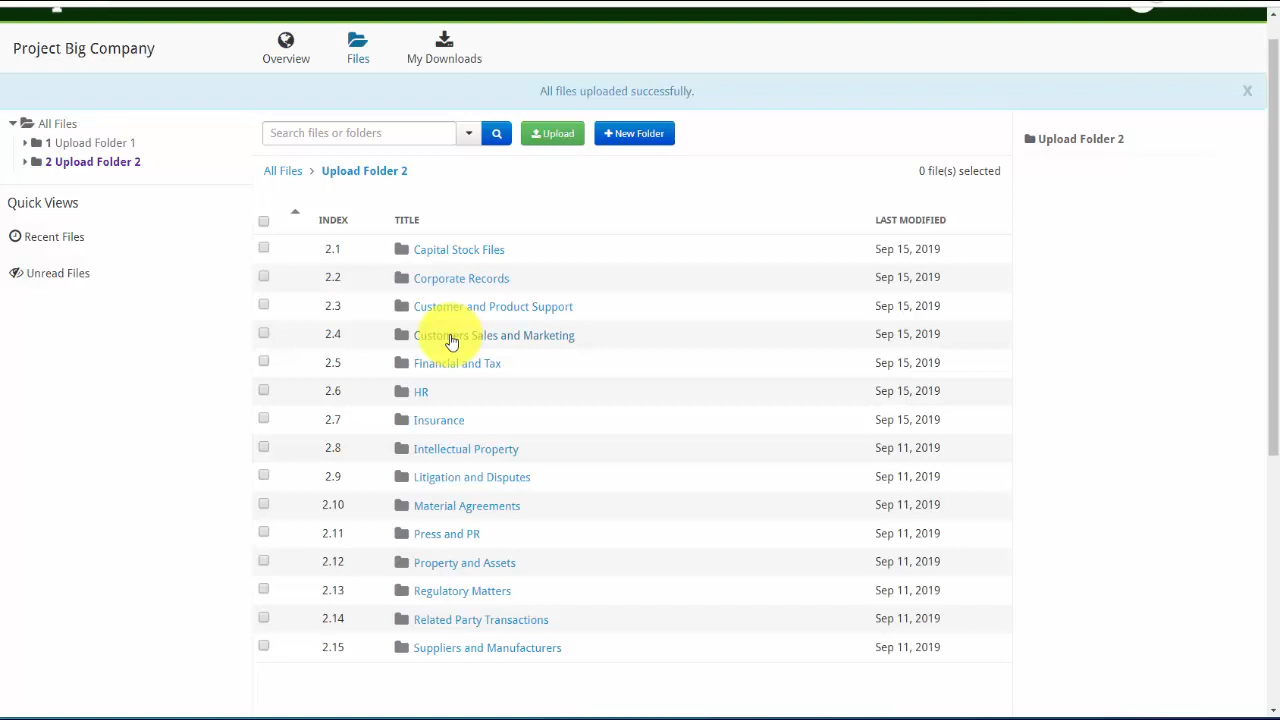 Project Big Company
Overview
Files
My Downloads
All files uploaded successfully.
X
All Files
1 Upload Folder 1
2 Upload Folder 2
Quick Views
Recent Files
Unread Files
Search files or folders
Upload
New Folder
All Files > Upload Folder 2
0 file(s) selected
INDEX TITLE LAST MODIFIED
2.1 Capital Stock Files Sep 15, 2019
2.2 Corporate Records Sep 15, 2019
2.3 Customer and Product Support Sep 15, 2019
2.4 Customers Sales and Marketing Sep 15, 2019
2.5 Financial and Tax Sep 15, 2019
2.6 HR Sep 15, 2019
2.7 Insurance Sep 15, 2019
2.8 Intellectual Property Sep 11, 2019
2.9 Litigation and Disputes Sep 11, 2019
2.10 Material Agreements Sep 11, 2019
2.11 Press and PR Sep 11, 2019
2.12 Property and Assets Sep 11, 2019
2.13 Regulatory Matters Sep 11, 2019
2.14 Related Party Transactions Sep 11, 2019
2.15 Suppliers and Manufacturers Sep 11, 2019
Upload Folder 2